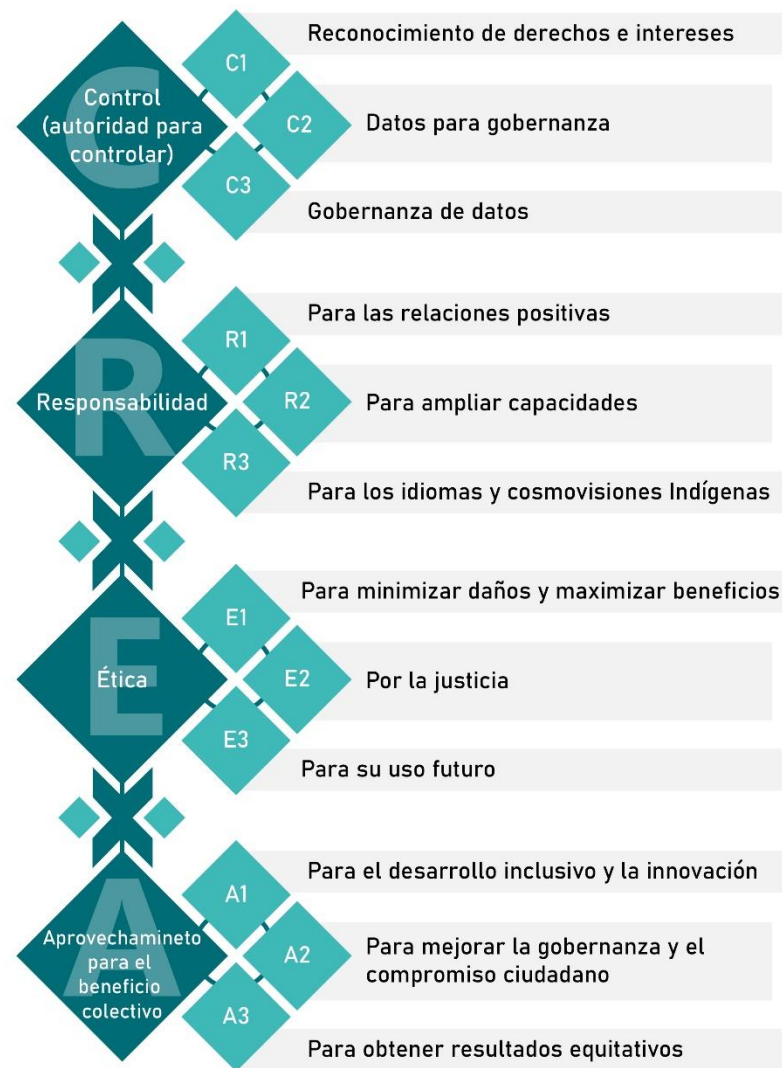 C
Control
(autoridad para
controlar)
C1
Reconocimiento de derechos e intereses
C2
Datos para gobernanza
C3
Gobernanza de datos
R
Responsabilidad
R1
Para las relaciones positivas
R2
Para ampliar capacidades
R3
Para los idiomas y cosmovisiones Indígenas
E
Ética
E1
Para minimizar daños y maximizar beneficios
E2
Por la justicia
E3
Para su uso futuro
A
Aprovechamineto
para el
beneficio
colectivo
A1
Para el desarrollo inclusivo y la innovación
A2
Para mejorar la gobernanza y el
compromiso ciudadano
A3
Para obtener resultados equitativos